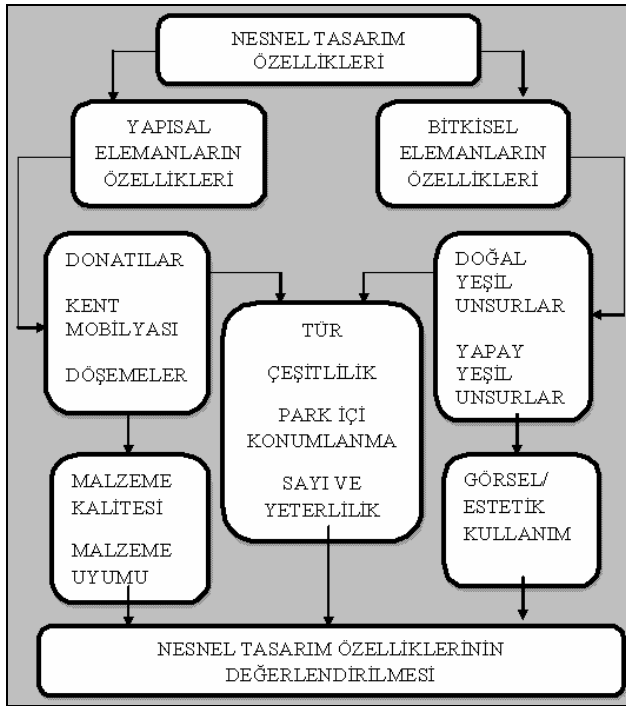 NESNEL TASARIM
ÖZELLİKLERİ
YAPISAL
ELEMANLARIN
ÖZELLİKLERİ
BİTKİSEL
ELEMANLARIN
ÖZELLİKLERİ
DONATILAR
KENT
MOBİLYASI
DÖŞEMELER
TÜR
ÇEŞİTLİLİK
PARK İÇİ
KONUMLANMA
SAYI VE
YETERLİLİK
DOĞAL
YEŞİL
UNSURLAR
YAPAY
YEŞİL
UNSURLAR
MALZEME
KALİTESİ
MALZEME
UYUMU
GÖRSEL/
ESTETİK
KULLANIM
NESNEL TASARIM ÖZELLİKLERİNİN
DEĞERLENDİRİLMESİ